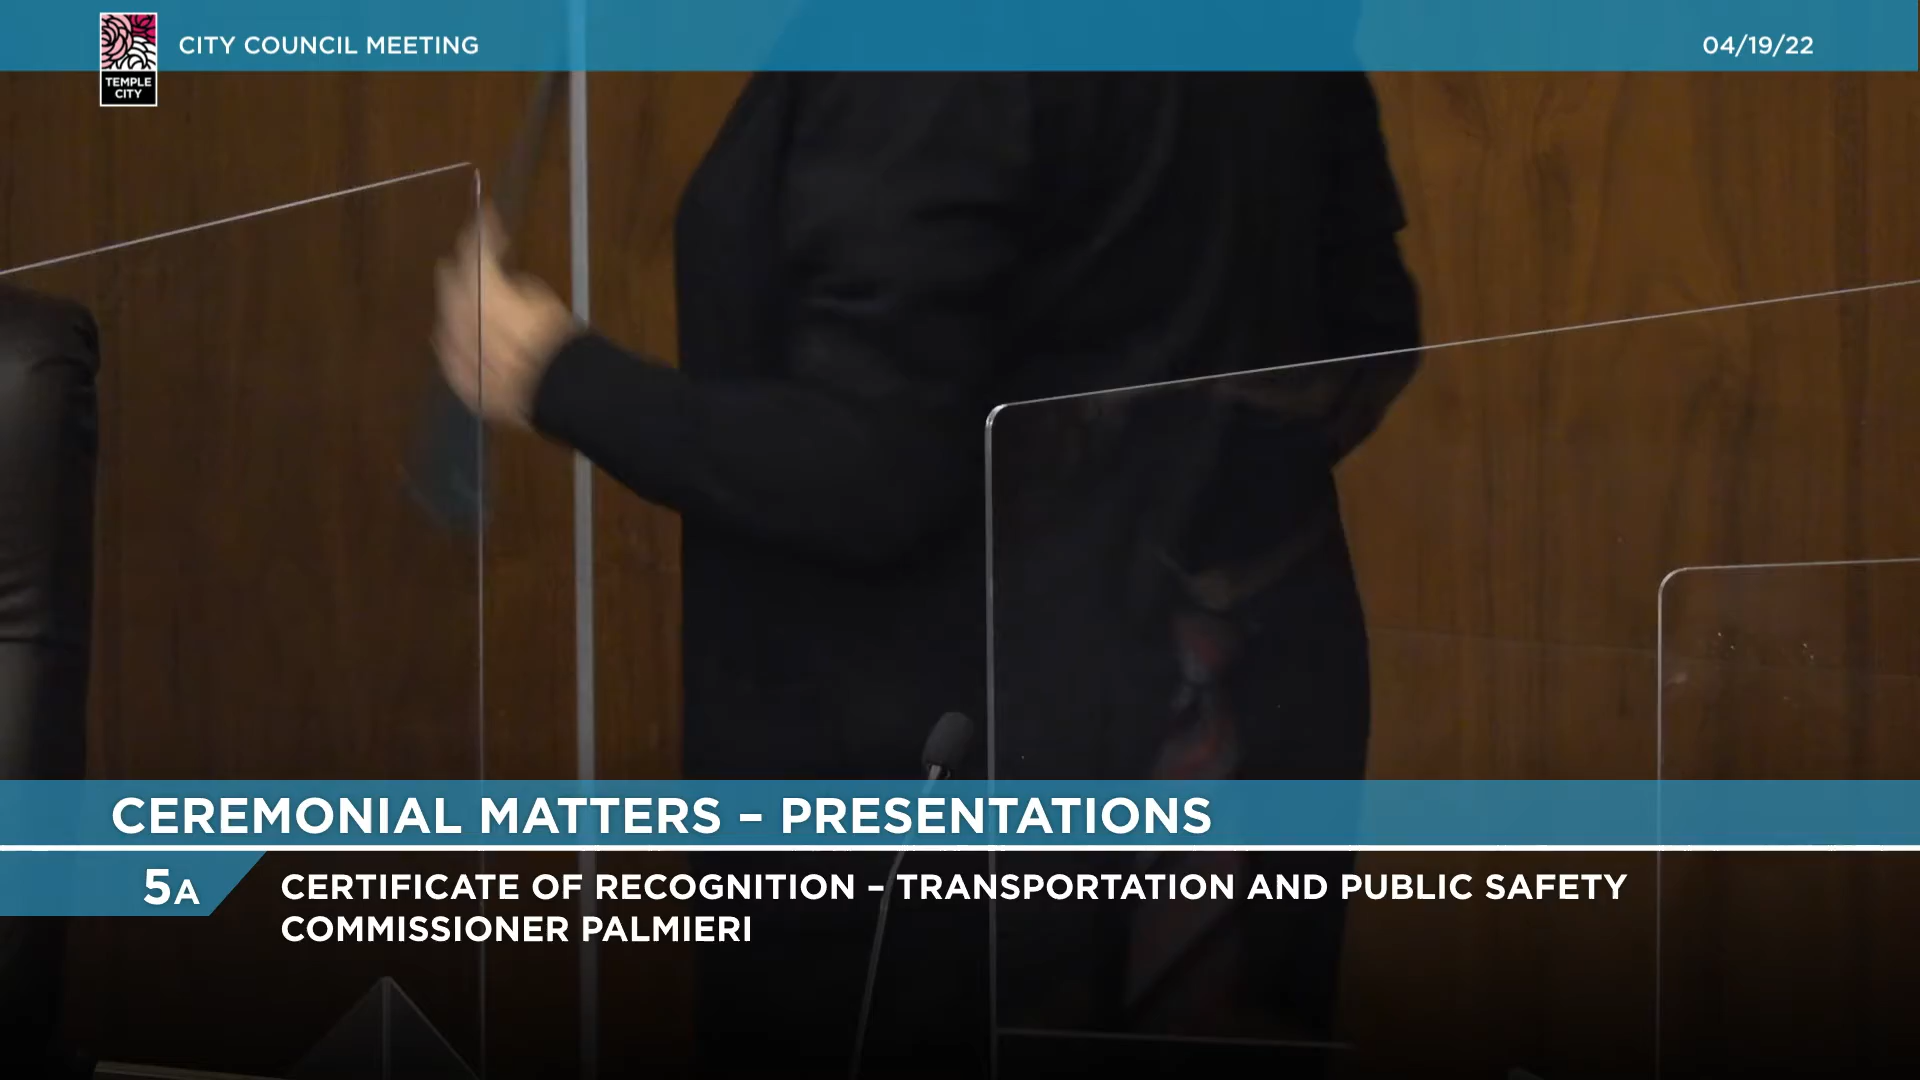 CITY COUNCIL MEETING
04/19/22
TEMPLE
CITY
CEREMONIAL MATTERS – PRESENTATIONS
5A
CERTIFICATE OF RECOGNITION – TRANSPORTATION AND PUBLIC SAFETY
COMMISSIONER PALMIERI